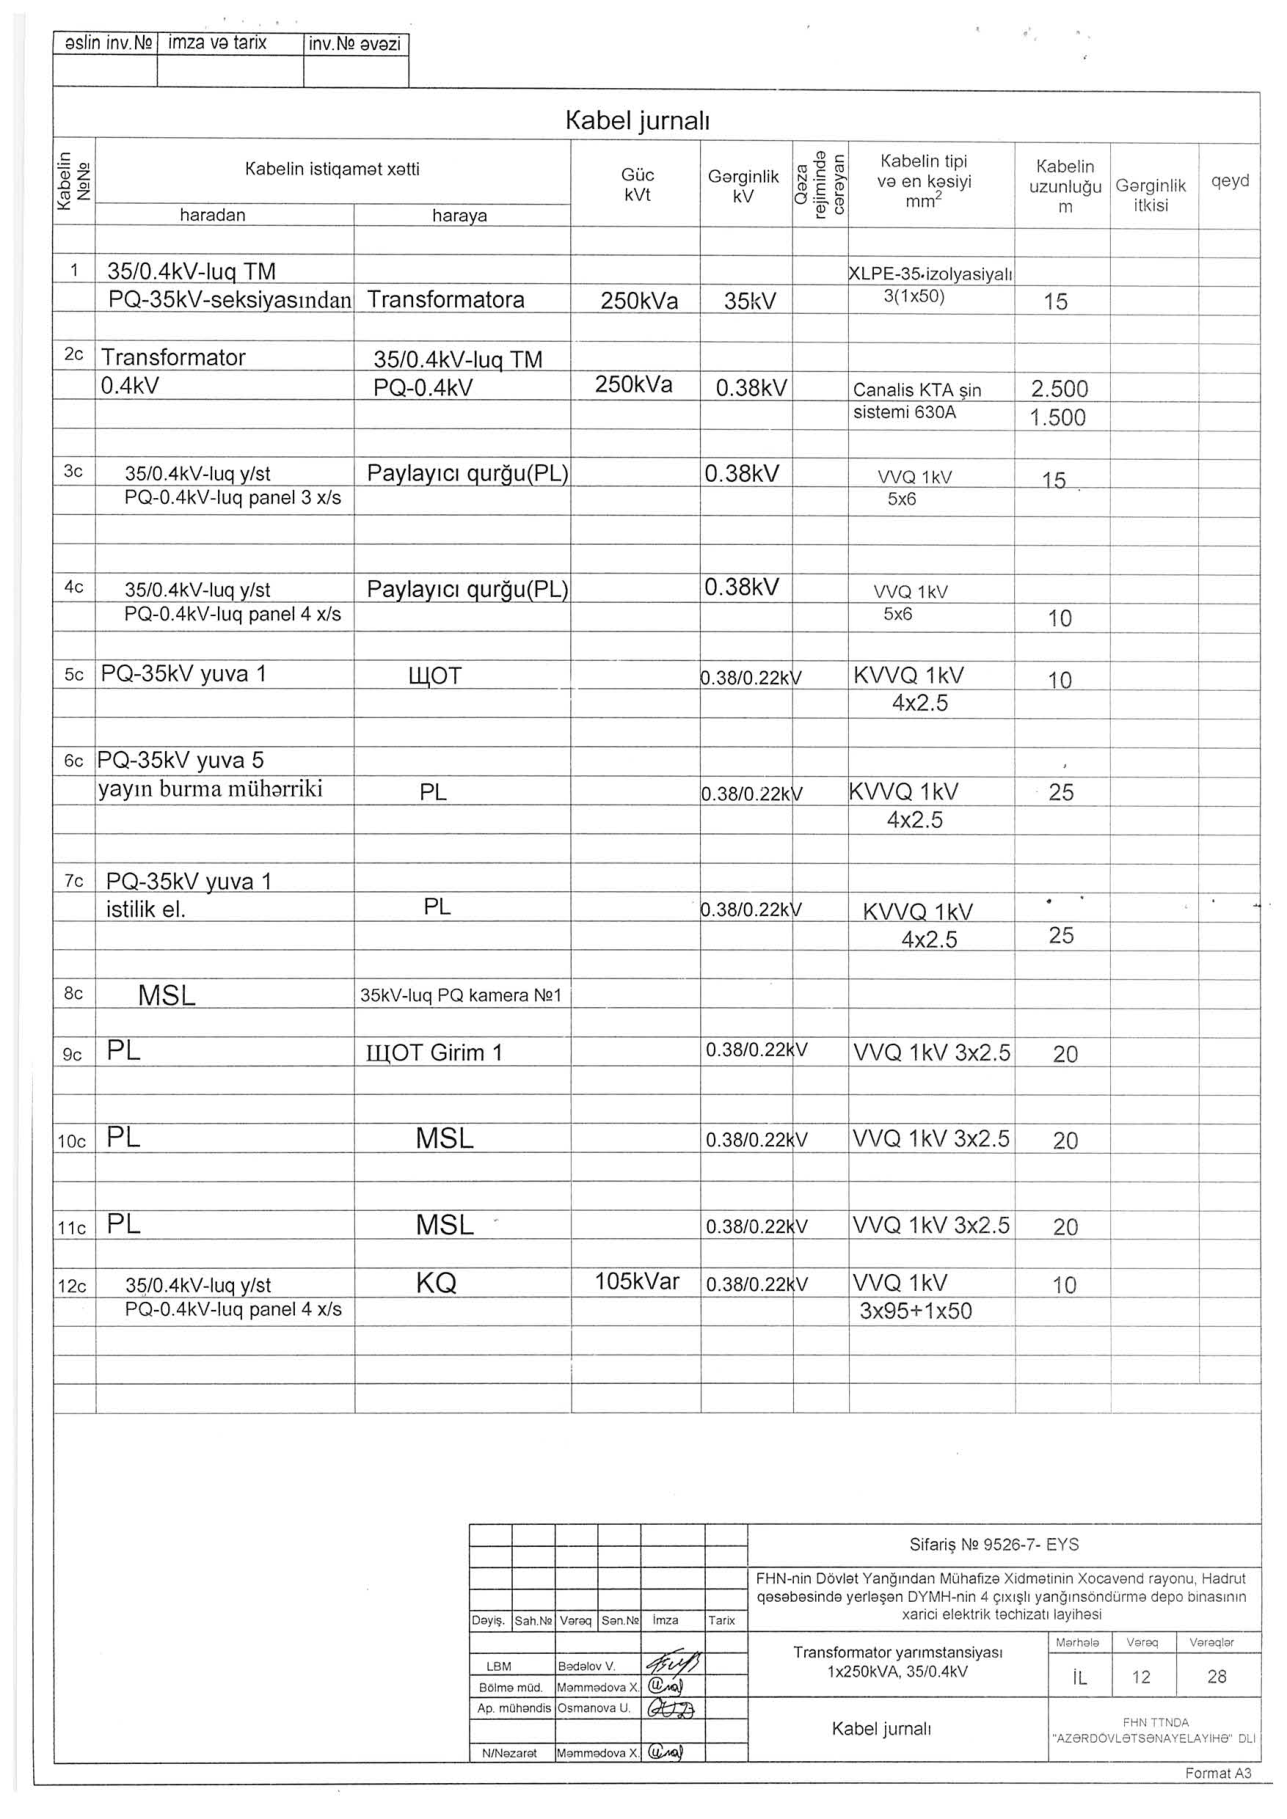 əslin inv.№ imza və tarix inv.№ əvəzi
Kabel jurnalı
Kabelin №№
Kabelin istiqamət xətti
haradan haraya
Güc kVt
Gərginlik kV
Qəza rejimində cərəyan
Kabelin tipi və en kəsiyi mm²
Kabelin uzunluğu m
Gərginlik itkisi
qeyd
1 35/0.4kV-luq TM XLPE-35-izolyasiyalı
PQ-35kV-seksiyasından Transformatora 250kVa 35kV 3(1x50) 15
2c Transformator 35/0.4kV-luq TM
0.4kV PQ-0.4kV 250kVa 0.38kV Canalis KTA şin 2.500
sistemi 630A 1.500
3c 35/0.4kV-luq y/st Paylayıcı qurğu(PL) 0.38kV VVQ 1kV 15
PQ-0.4kV-luq panel 3 x/s 5x6
4c 35/0.4kV-luq y/st Paylayıcı qurğu(PL) 0.38kV VVQ 1kV
PQ-0.4kV-luq panel 4 x/s 5x6 10
5c PQ-35kV yuva 1 ЩОТ 0.38/0.22kV KVVQ 1kV 10
4x2.5
6c PQ-35kV yuva 5
yayın burma mühərriki PL 0.38/0.22kV KVVQ 1kV 25
4x2.5
7c PQ-35kV yuva 1
istilik el. PL 0.38/0.22kV KVVQ 1kV
4x2.5 25
8c MSL 35kV-luq PQ kamera №1
9c PL ЩОТ Girim 1 0.38/0.22kV VVQ 1kV 3x2.5 20
10c PL MSL 0.38/0.22kV VVQ 1kV 3x2.5 20
11c PL MSL 0.38/0.22kV VVQ 1kV 3x2.5 20
12c 35/0.4kV-luq y/st KQ 105kVar 0.38/0.22kV VVQ 1kV 10
PQ-0.4kV-luq panel 4 x/s 3x95+1x50
Sifariş № 9526-7- EYS
FHN-nin Dövlət Yanğından Mühafizə Xidmətinin Xocavənd rayonu, Hadrut
qəsəbəsində yerləşən DYMH-nin 4 çıxışlı yanğınsöndürmə depo binasının
xarici elektrik təchizatı layihəsi
Dəyiş. Sah.№ Vərəq Sən.№ İmza Tarix
Transformator yarımstansiyası
1x250kVA, 35/0.4kV
Mərhələ Vərəq Vərəqlər
İL 12 28
LBM Bədəlov V.
Bölmə müd. Məmmədova X.
Ap. mühəndis Osmanova U.
N/Nəzarət Məmmədova X.
Kabel jurnalı
FHN TTNDA
"AZƏRDÖVLƏTSƏNAYELAYİHƏ" DLI
Format A3